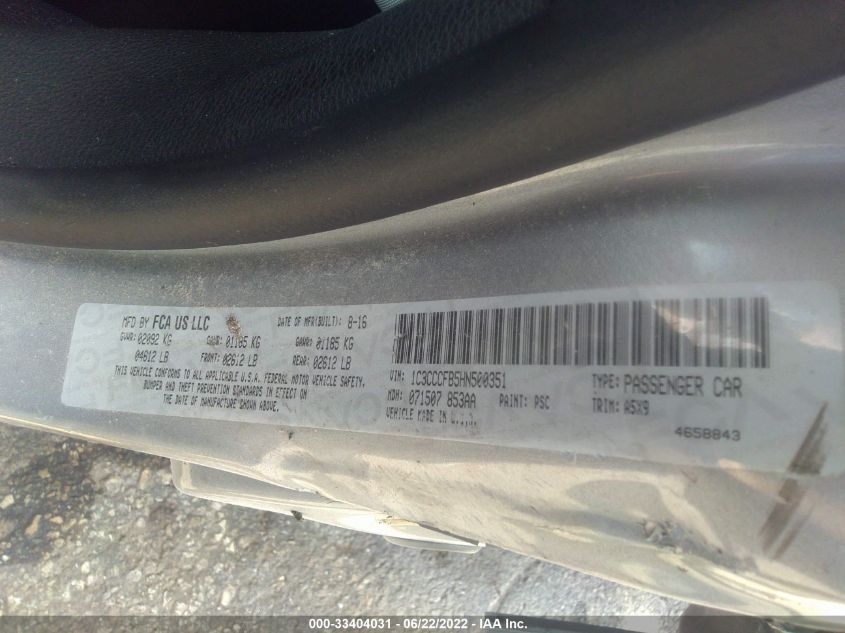 MFD BY FCA US LLC DATE OF MFR(BUILT): 8-16
GVWR: 02092 KG GAWR: 01185 KG GAWR: 01185 KG
04612 LB FRONT: 02612 LB REAR: 02612 LB
THIS VEHICLE CONFORMS TO ALL APPLICABLE U.S.A. FEDERAL MOTOR VEHICLE SAFETY,
BUMPER AND THEFT PREVENTION STANDARDS IN EFFECT ON
THE DATE OF MANUFACTURE SHOWN ABOVE.
VIN: 1C3CCCFB5HN500351 TYPE: PASSENGER CAR
MDH: 071507 853AA PAINT: PSC TRIM: A5X9
VEHICLE MADE IN U.S.A.
4658843
000-33404031 - 06/22/2022 - IAA Inc.